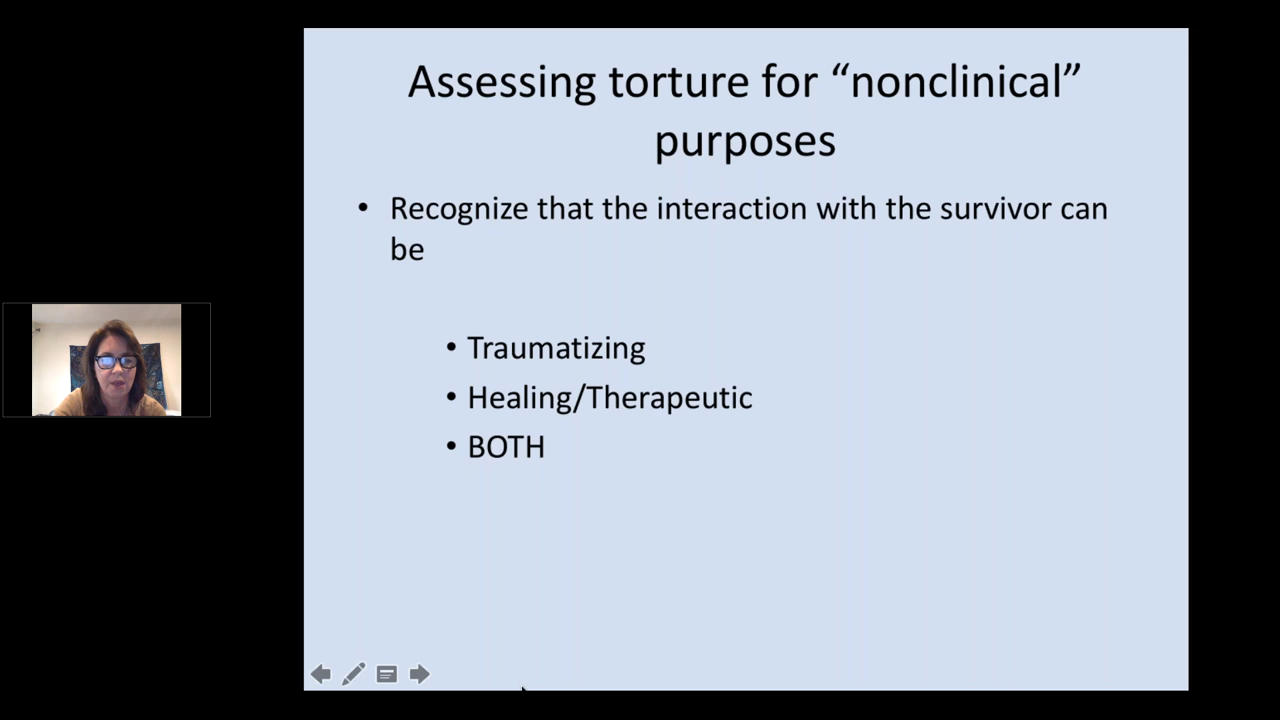 Assessing torture for “nonclinical”
purposes
• Recognize that the interaction with the survivor can
be
• Traumatizing
• Healing/Therapeutic
• BOTH